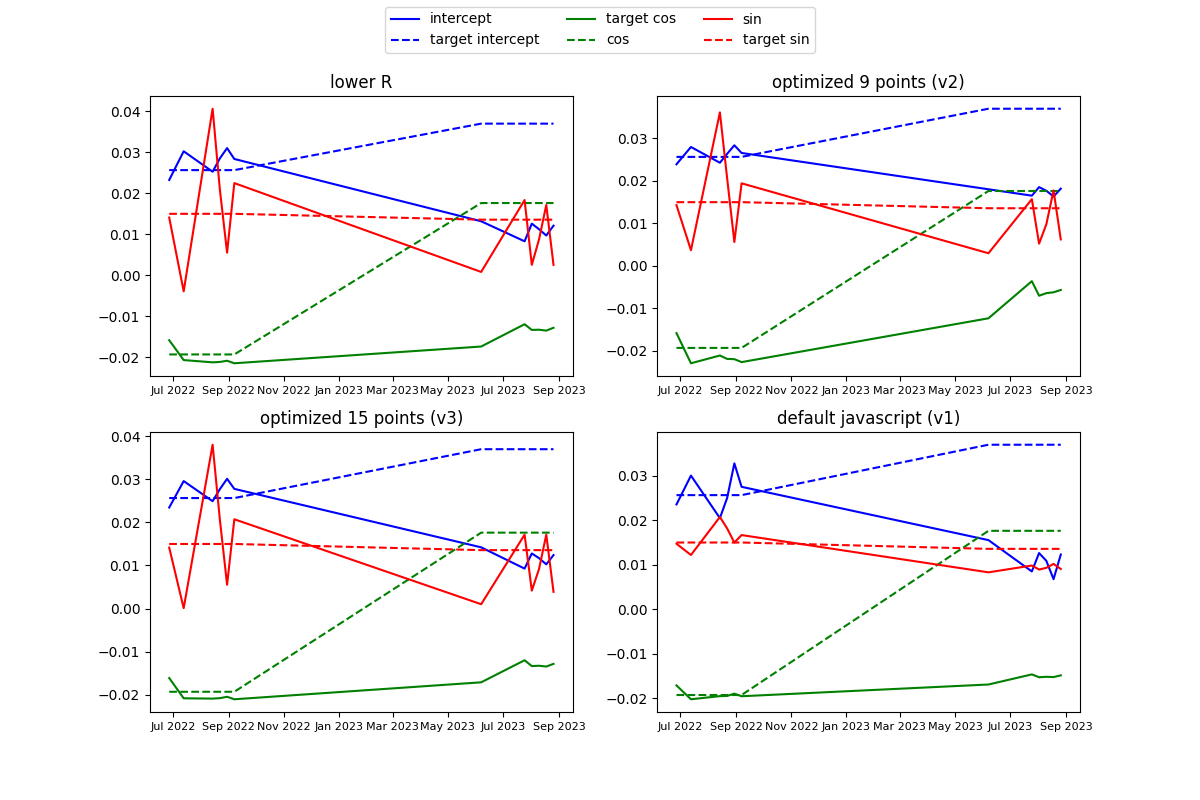 intercept target cos sin
target intercept cos target sin
lower R
0.04
0.03
0.02
0.01
0.00
−0.01
−0.02
Jul 2022 Sep 2022 Nov 2022 Jan 2023 Mar 2023 May 2023 Jul 2023 Sep 2023
optimized 9 points (v2)
0.03
0.02
0.01
0.00
−0.01
−0.02
Jul 2022 Sep 2022 Nov 2022 Jan 2023 Mar 2023 May 2023 Jul 2023 Sep 2023
optimized 15 points (v3)
0.04
0.03
0.02
0.01
0.00
−0.01
−0.02
Jul 2022 Sep 2022 Nov 2022 Jan 2023 Mar 2023 May 2023 Jul 2023 Sep 2023
default javascript (v1)
0.03
0.02
0.01
0.00
−0.01
−0.02
Jul 2022 Sep 2022 Nov 2022 Jan 2023 Mar 2023 May 2023 Jul 2023 Sep 2023